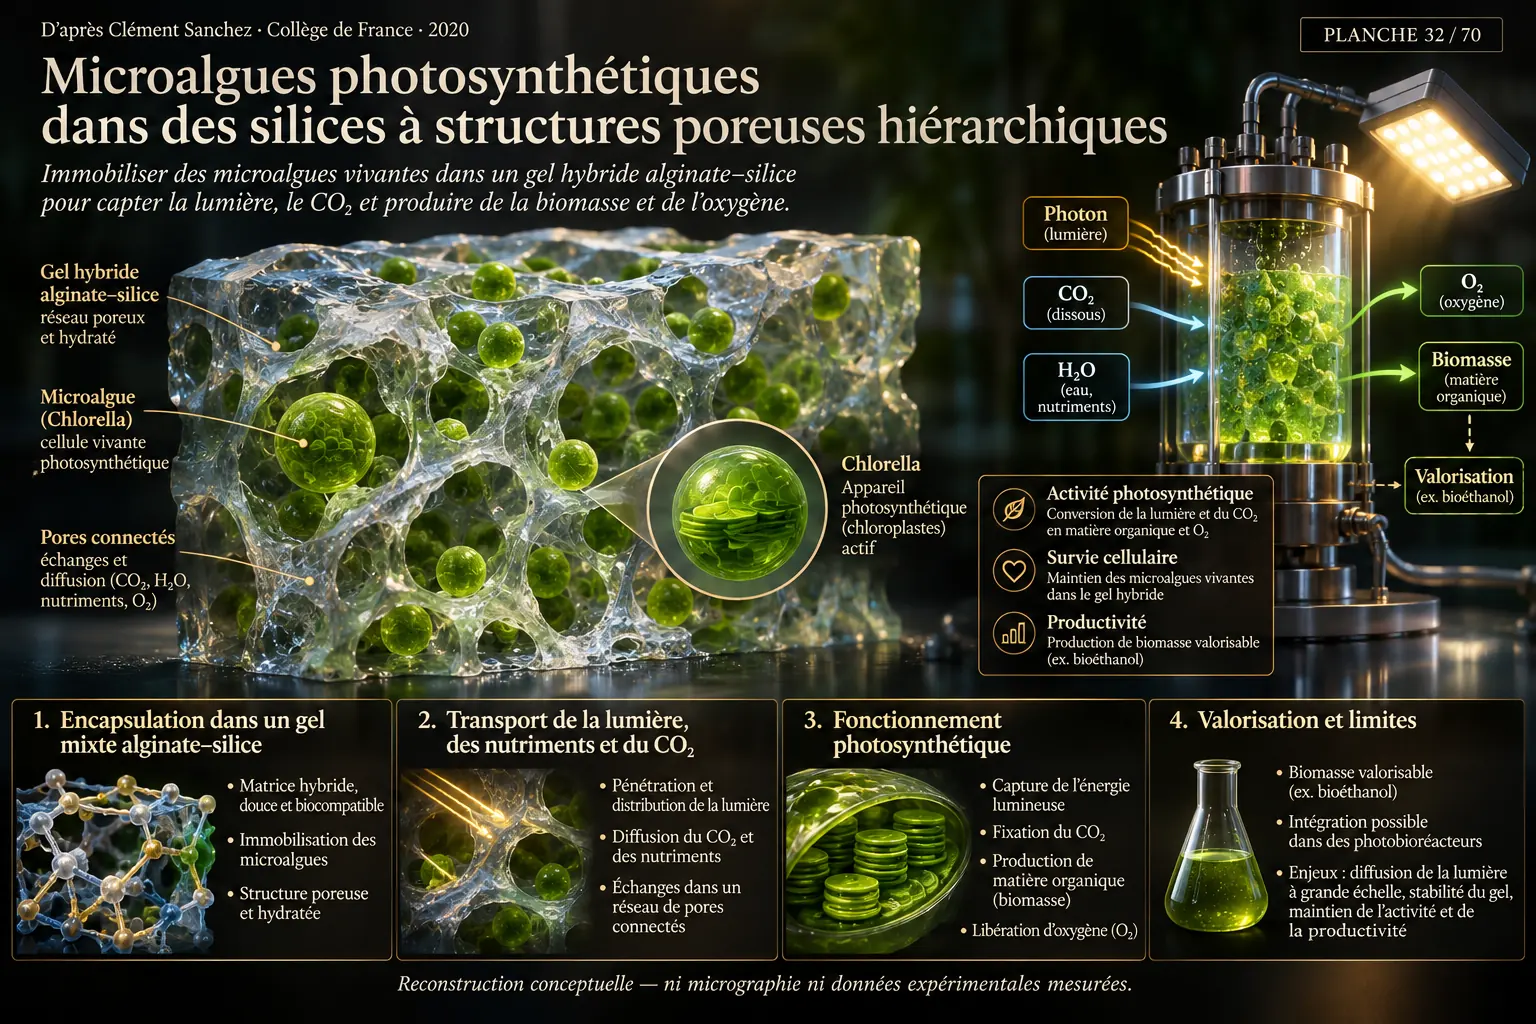 D'après Clément Sanchez · Collège de France · 2020
PLANCHE 32 / 70
Microalgues photosynthétiques
dans des silices à structures poreuses hiérarchiques
Immobiliser des microalgues vivantes dans un gel hybride alginate–silice
pour capter la lumière, le CO₂ et produire de la biomasse et de l'oxygène.
Gel hybride
alginate–silice
réseau poreux
et hydraté
Microalgue
(Chlorella)
cellule vivante
photosynthétique
Pores connectés
échanges et
diffusion (CO₂, H₂O,
nutriments, O₂)
Chlorella
Appareil
photosynthétique
(chloroplastes)
actif
Photon
(lumière)
CO₂
(dissous)
H₂O
(eau,
nutriments)
O₂
(oxygène)
Biomasse
(matière
organique)
Valorisation
(ex. bioéthanol)
Activité photosynthétique
Conversion de la lumière et du CO₂
en matière organique et O₂
Survie cellulaire
Maintien des microalgues vivantes
dans le gel hybride
Productivité
Production de biomasse valorisable
(ex. bioéthanol)
1. Encapsulation dans un gel
mixte alginate–silice
• Matrice hybride,
douce et biocompatible
• Immobilisation des
microalgues
• Structure poreuse
et hydratée
2. Transport de la lumière,
des nutriments et du CO₂
• Pénétration et
distribution de la lumière
• Diffusion du CO₂ et
des nutriments
• Échanges dans un
réseau de pores
connectés
3. Fonctionnement
photosynthétique
• Capture de l'énergie
lumineuse
• Fixation du CO₂
• Production de
matière organique
(biomasse)
• Libération d'oxygène (O₂)
4. Valorisation et limites
• Biomasse valorisable
(ex. bioéthanol)
• Intégration possible
dans des photobioréacteurs
• Enjeux : diffusion de la lumière
à grande échelle, stabilité du gel,
maintien de l'activité et de
la productivité
Reconstruction conceptuelle — ni micrographie ni données expérimentales mesurées.